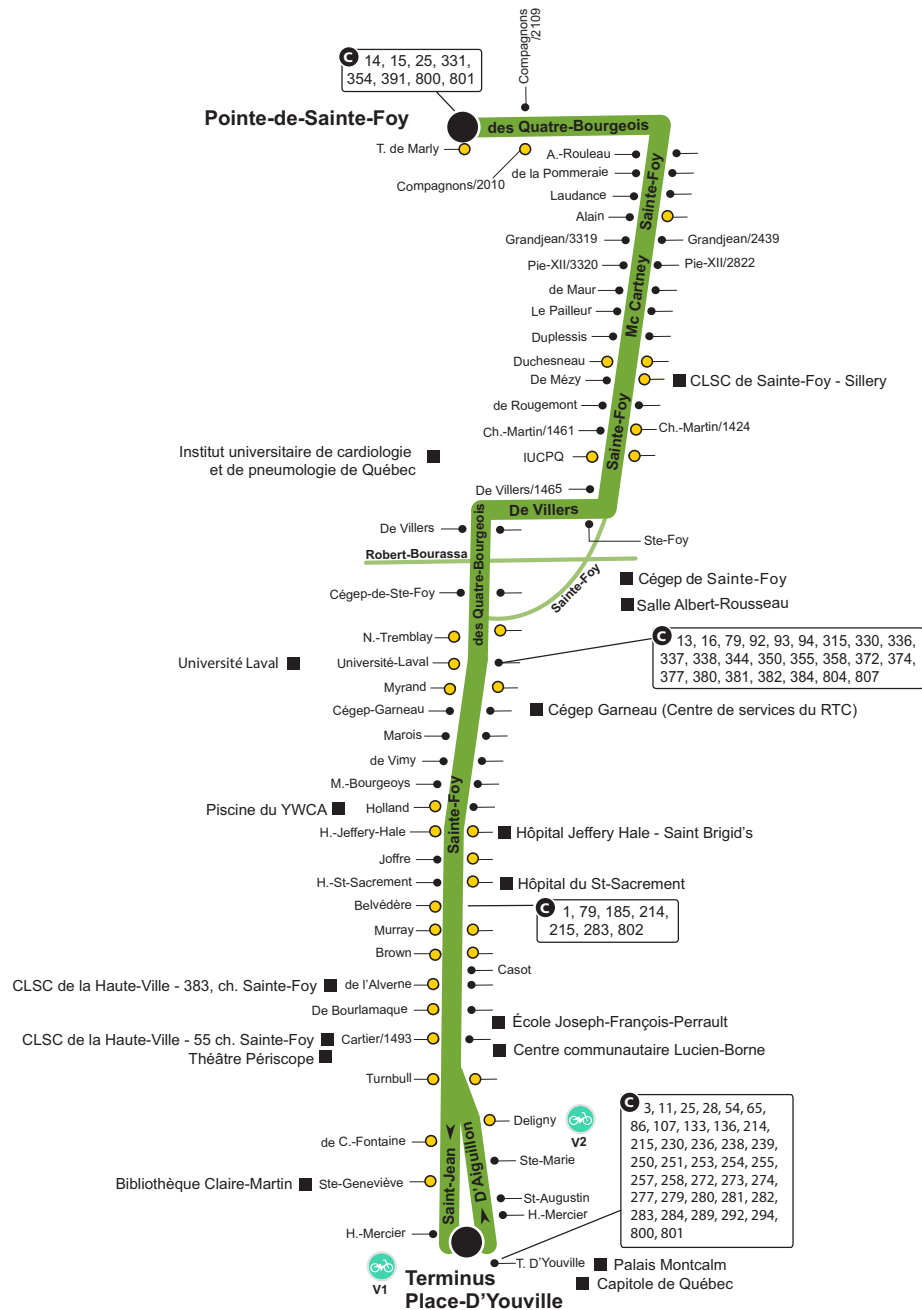 Compagnons
/2109
C 14, 15, 25, 331,
354, 391, 800, 801
Pointe-de-Sainte-Foy
des Quatre-Bourgeois
T. de Marly
Compagnons/2010
A.-Rouleau
de la Pommeraie
Laudance
Sainte-Foy
Alain
Grandjean/3319
Grandjean/2439
Pie-XII/3320
Pie-XII/2822
Mc Cartney
de Maur
Le Pailleur
Duplessis
Duchesneau
De Mézy
CLSC de Sainte-Foy - Sillery
de Rougemont
Ch.-Martin/1461
Ch.-Martin/1424
Sainte-Foy
IUCPQ
Institut universitaire de cardiologie
et de pneumologie de Québec
De Villers/1465
De Villers
De Villers
Ste-Foy
des Quatre-Bourgeois
Robert-Bourassa
Sainte-Foy
Cégep de Sainte-Foy
Cégep-de-Ste-Foy
Salle Albert-Rousseau
N.-Tremblay
C 13, 16, 79, 92, 93, 94, 315, 330, 336,
337, 338, 344, 350, 355, 358, 372, 374,
377, 380, 381, 382, 384, 804, 807
Université Laval
Université-Laval
Myrand
Cégep-Garneau
Cégep Garneau (Centre de services du RTC)
Marois
de Vimy
M.-Bourgeoys
Sainte-Foy
Piscine du YWCA
Holland
H.-Jeffery-Hale
Hôpital Jeffery Hale - Saint Brigid's
Joffre
H.-St-Sacrement
Hôpital du St-Sacrement
Belvédère
C 1, 79, 185, 214,
215, 283, 802
Murray
Brown
Casot
CLSC de la Haute-Ville - 383, ch. Sainte-Foy
de l'Alverne
De Bourlamaque
École Joseph-François-Perrault
CLSC de la Haute-Ville - 55 ch. Sainte-Foy
Cartier/1493
Théâtre Périscope
Centre communautaire Lucien-Borne
Turnbull
Deligny
V2
C 3, 11, 25, 28, 54, 65,
86, 107, 133, 136, 214,
215, 230, 236, 238, 239,
250, 251, 253, 254, 255,
257, 258, 272, 273, 274,
277, 279, 280, 281, 282,
283, 284, 289, 292, 294,
800, 801
de C.-Fontaine
Saint-Jean
D'Aiguillon
Ste-Marie
Bibliothèque Claire-Martin
Ste-Geneviève
St-Augustin
H.-Mercier
H.-Mercier
T. D'Youville
Palais Montcalm
Capitole de Québec
V1
Terminus
Place-D'Youville